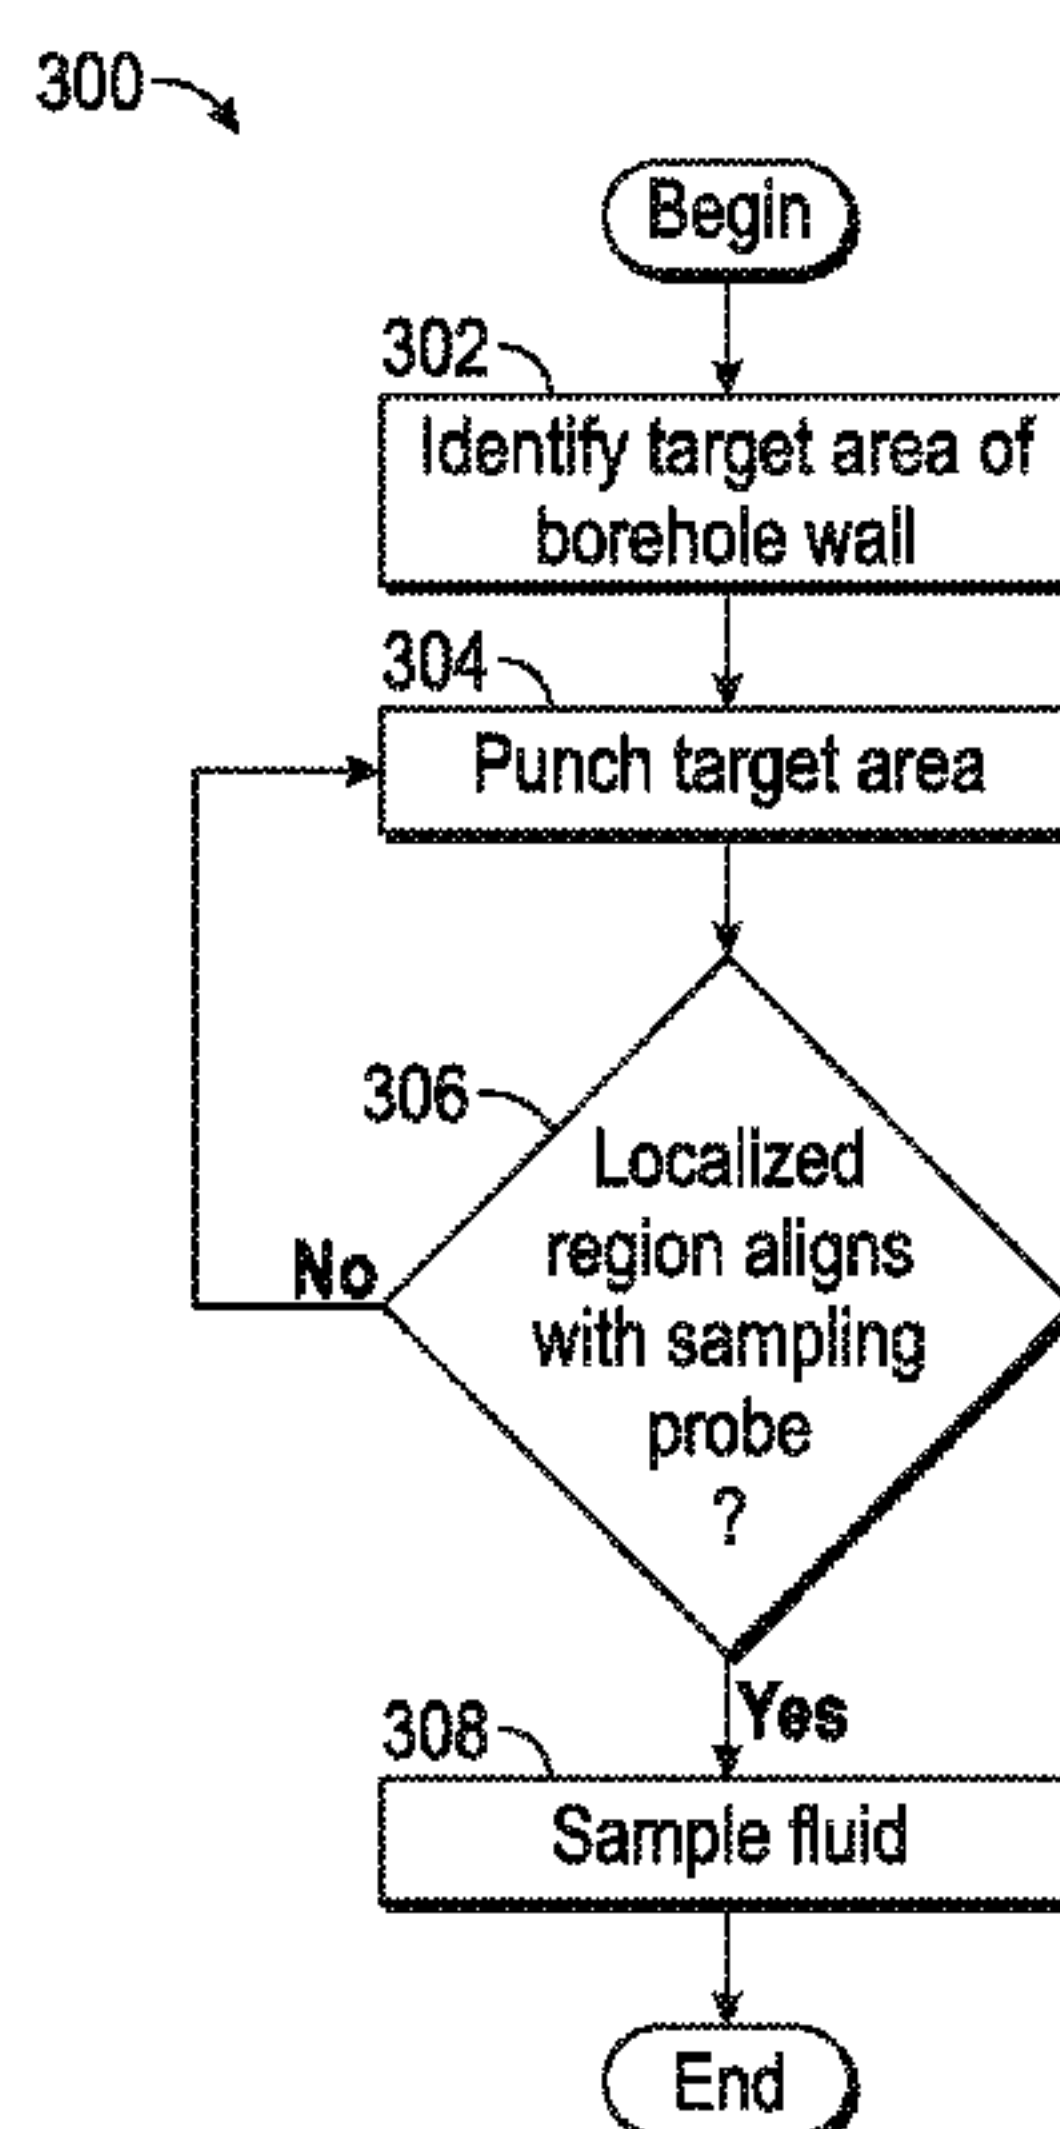 300
Begin
302
Identify target area of
borehole wall
304
Punch target area
306
Localized
region aligns
with sampling
probe
?
No
Yes
308
Sample fluid
End